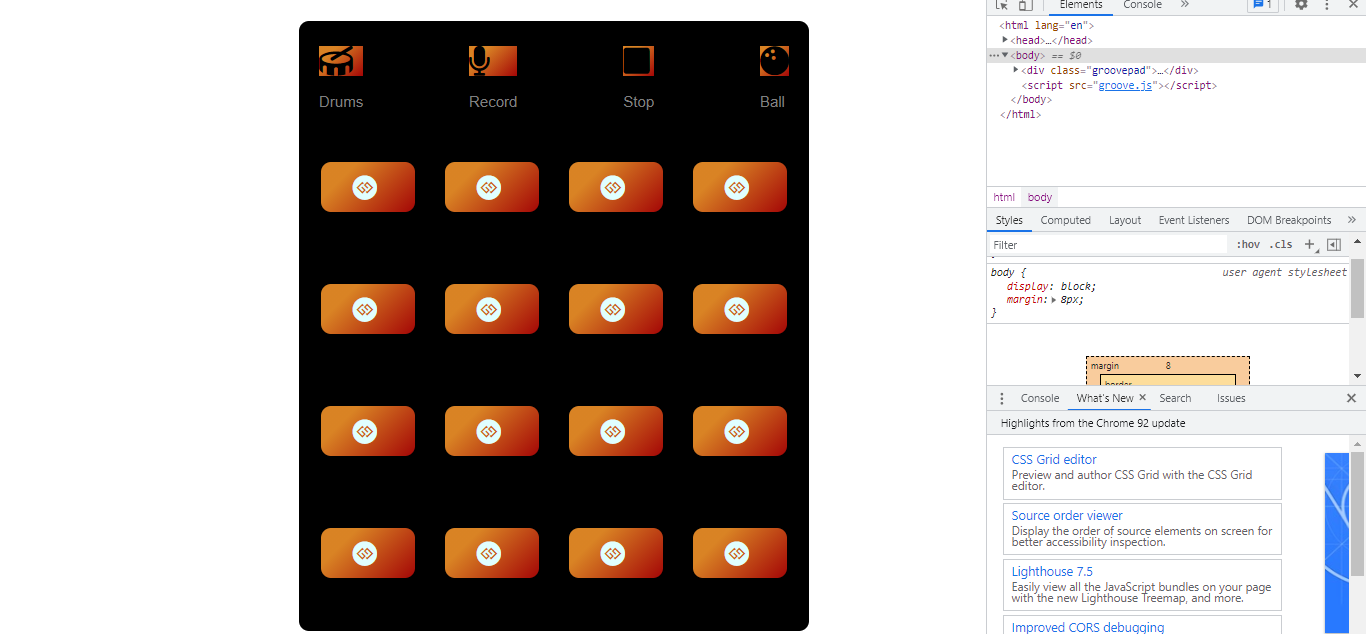 Drums Record Stop Ball
Elements Console » 1
<html lang="en">
<head>…</head>
<body> == $0
<div class="groovepad">…</div>
<script src="groove.js"></script>
</body>
</html>
html body
Styles Computed Layout Event Listeners DOM Breakpoints »
Filter :hov .cls +
body { user agent stylesheet
display: block;
margin: 8px;
}
margin 8
border
Console What's New × Search Issues
Highlights from the Chrome 92 update
CSS Grid editor
Preview and author CSS Grid with the CSS Grid
editor.
Source order viewer
Display the order of source elements on screen for
better accessibility inspection.
Lighthouse 7.5
Easily view all the JavaScript bundles on your page
with the new Lighthouse Treemap, and more.
Improved CORS debugging